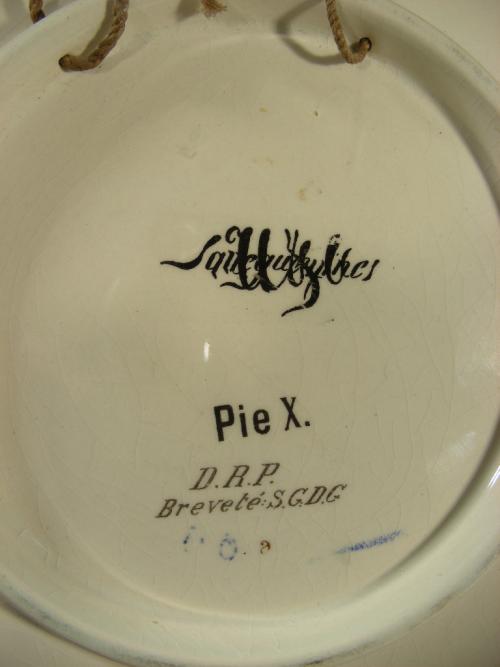 Sarreguemines
Pie X.
D.R.P.
Breveté: S.G.D.G